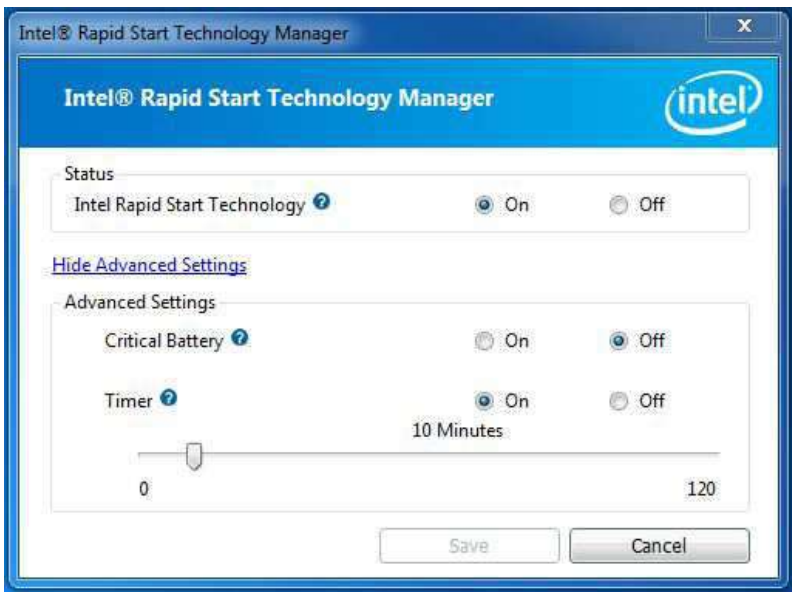 Intel® Rapid Start Technology Manager
X
Intel® Rapid Start Technology Manager
intel
Status
Intel Rapid Start Technology ? On Off
Hide Advanced Settings
Advanced Settings
Critical Battery ? On Off
Timer ? On Off
10 Minutes
0 120
Save Cancel